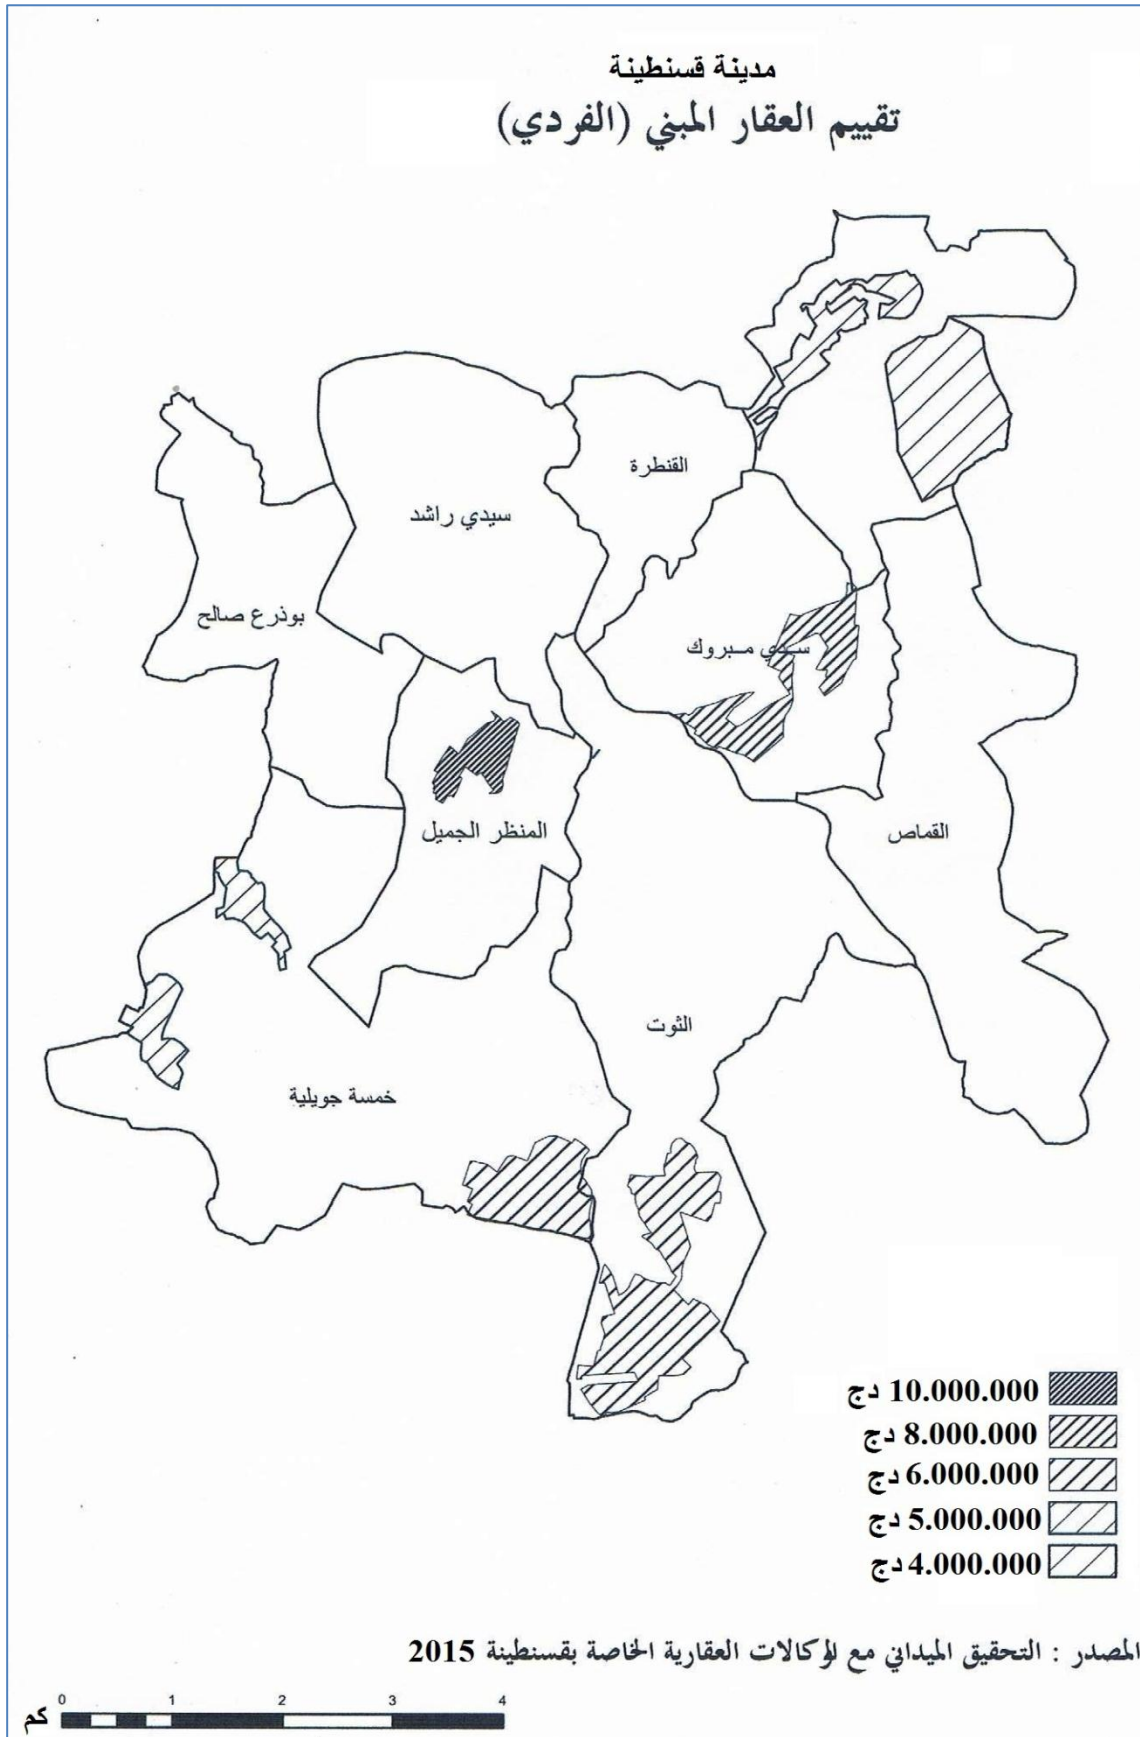 مدينة قسنطينة
تقييم العقار المبني (الفردي)
القنطرة
سيدي راشد
بوذرع صالح
سيدي مبروك
المنظر الجميل
القماص
الثوت
خمسة جويلية
10.000.000 دج
8.000.000 دج
6.000.000 دج
5.000.000 دج
4.000.000 دج
المصدر : التحقيق الميداني مع الوكالات العقارية الخاصة بقسنطينة 2015
0 1 2 3 4
كم